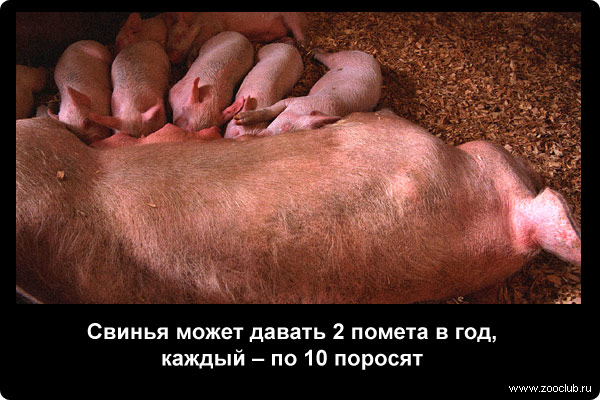 Свинья может давать 2 помета в год,
каждый – по 10 поросят
www.zooclub.ru